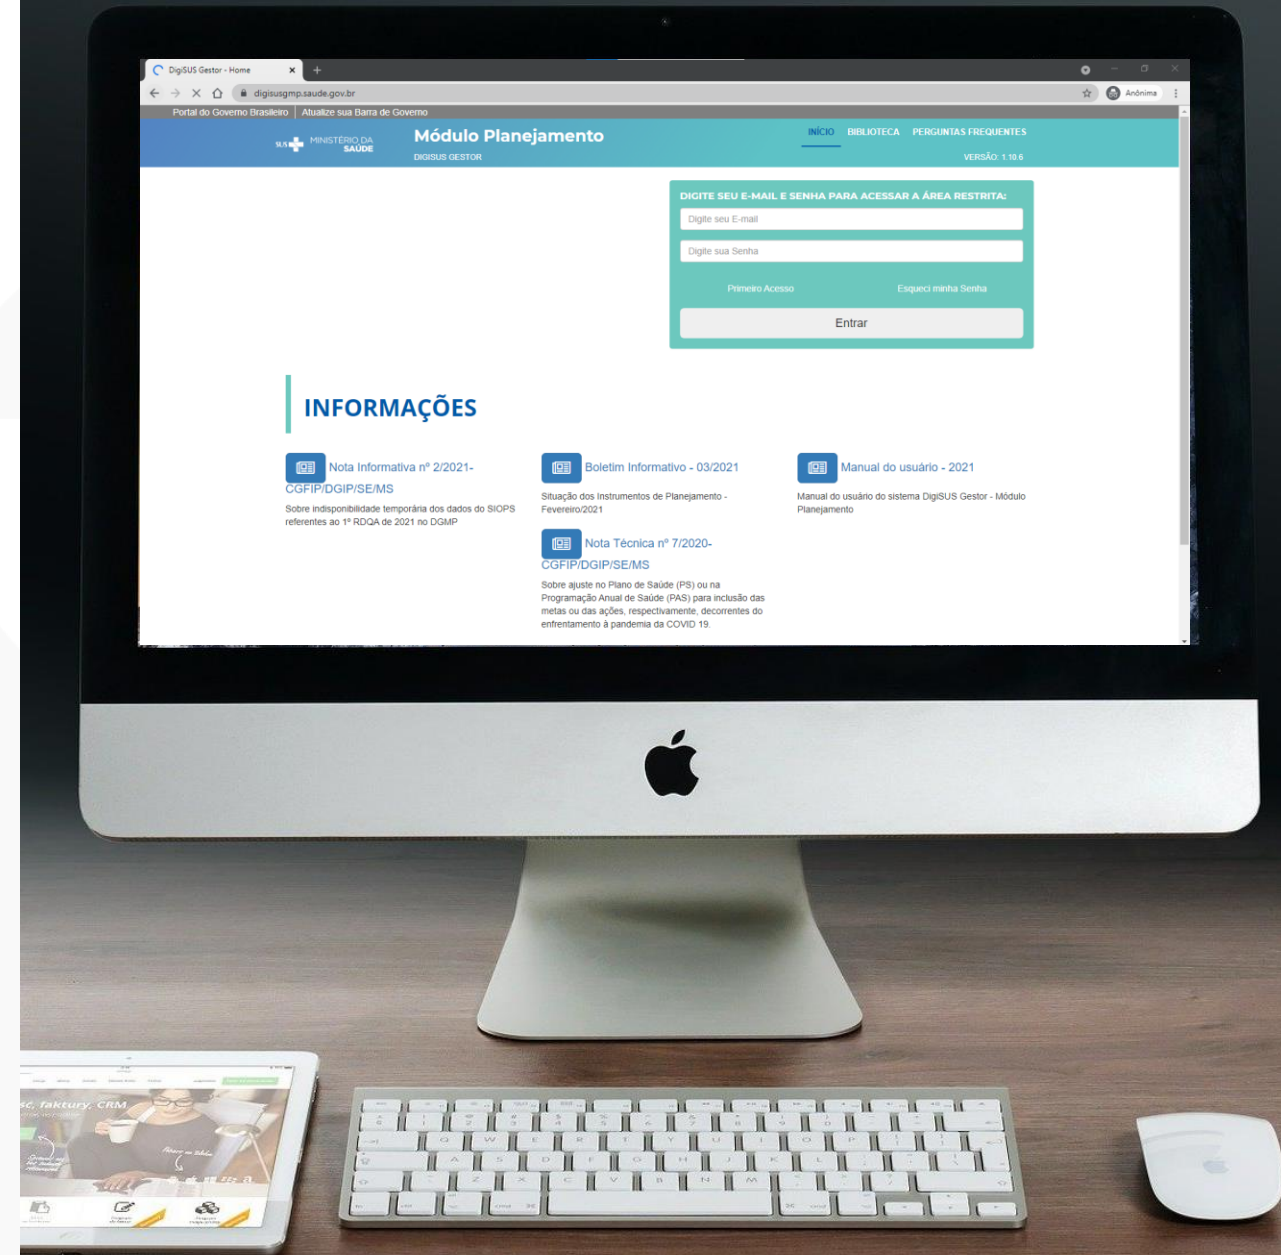 DigiSUS Gestor - Home
digisusgmp.saude.gov.br
Anônima
Portal do Governo Brasileiro | Atualize sua Barra de Governo
SUS MINISTÉRIO DA SAÚDE
Módulo Planejamento
DIGISUS GESTOR
INÍCIO BIBLIOTECA PERGUNTAS FREQUENTES
VERSÃO: 1.10.6
DIGITE SEU E-MAIL E SENHA PARA ACESSAR A ÁREA RESTRITA:
Digite seu E-mail
Digite sua Senha
Primeiro Acesso Esqueci minha Senha
Entrar
INFORMAÇÕES
Nota Informativa nº 2/2021-
CGFIP/DGIP/SE/MS
Sobre indisponibilidade temporária dos dados do SIOPS
referentes ao 1º RDQA de 2021 no DGMP
Boletim Informativo - 03/2021
Situação dos Instrumentos de Planejamento -
Fevereiro/2021
Nota Técnica nº 7/2020-
CGFIP/DGIP/SE/MS
Sobre ajuste no Plano de Saúde (PS) ou na
Programação Anual de Saúde (PAS) para inclusão das
metas ou das ações, respectivamente, decorrentes do
enfrentamento à pandemia da COVID 19.
Manual do usuário - 2021
Manual do usuário do sistema DigiSUS Gestor - Módulo
Planejamento
faktury, CRM
Q W E R T Y U I O P
A S D F G H J K L
Z X C V B N M